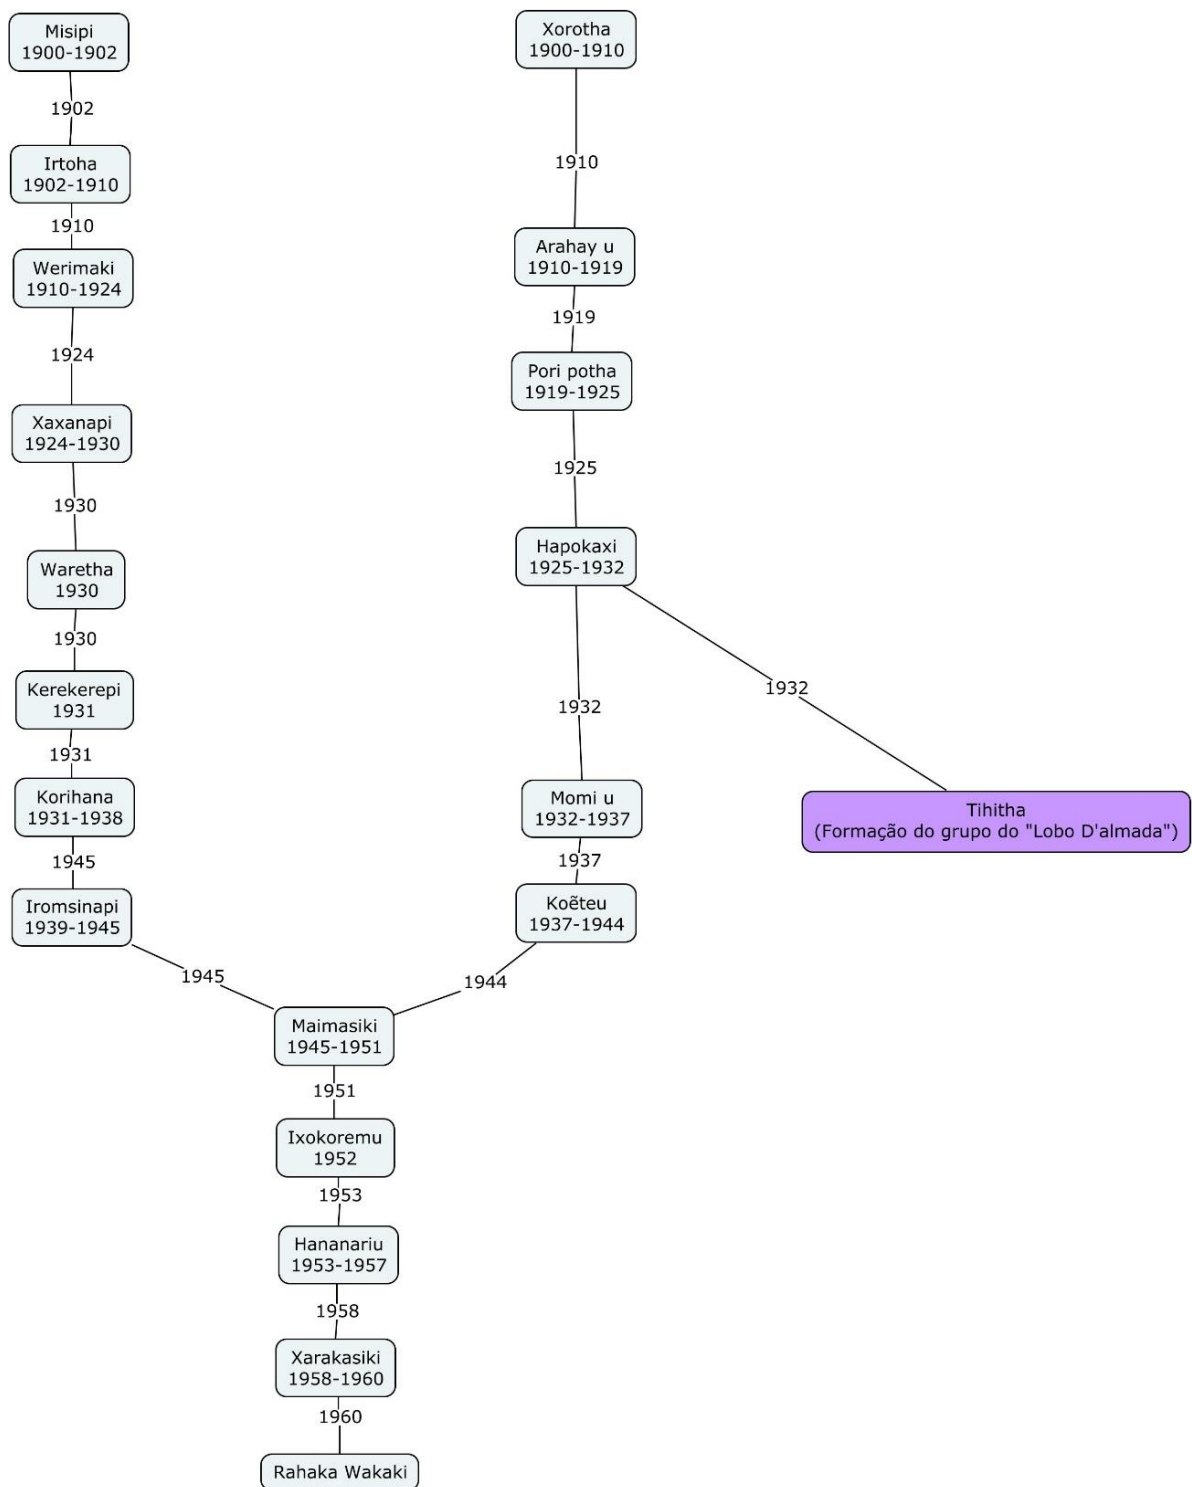 Misipi
1900-1902
1902
Irtoha
1902-1910
1910
Werimaki
1910-1924
1924
Xaxanapi
1924-1930
1930
Waretha
1930
1930
Kerekerepi
1931
1931
Korihana
1931-1938
1945
Iromsinapi
1939-1945
1945
Xorotha
1900-1910
1910
Arahay u
1910-1919
1919
Pori potha
1919-1925
1925
Hapokaxi
1925-1932
1932
1932
Momi u
1932-1937
1937
Koẽteu
1937-1944
1944
Tihitha
(Formação do grupo do "Lobo D'almada")
Maimasiki
1945-1951
1951
Ixokoremu
1952
1953
Hananariu
1953-1957
1958
Xarakasiki
1958-1960
1960
Rahaka Wakaki